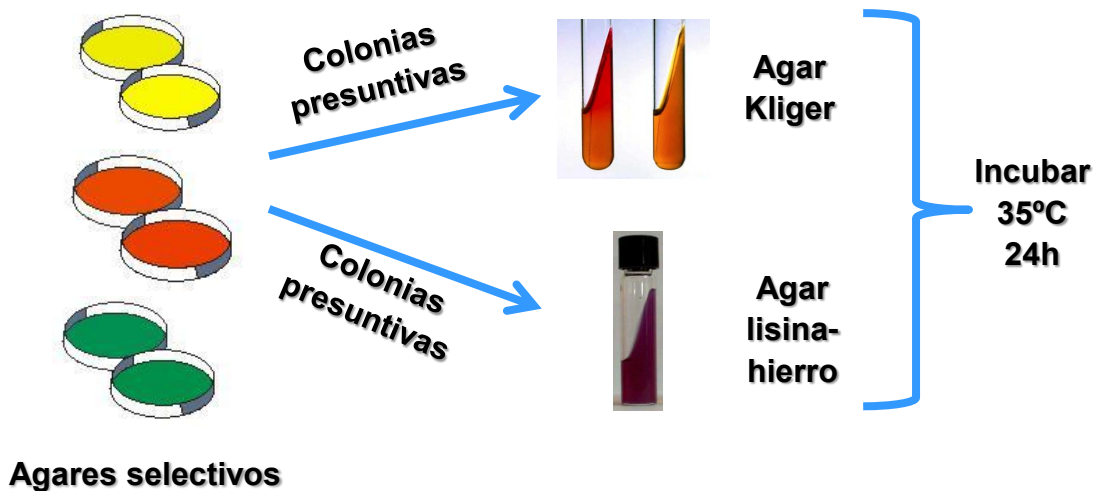 Colonias
presuntivas
Agar
Kliger
Incubar
35ºC
24h
Colonias
presuntivas
Agar
lisina-
hierro
Agares selectivos